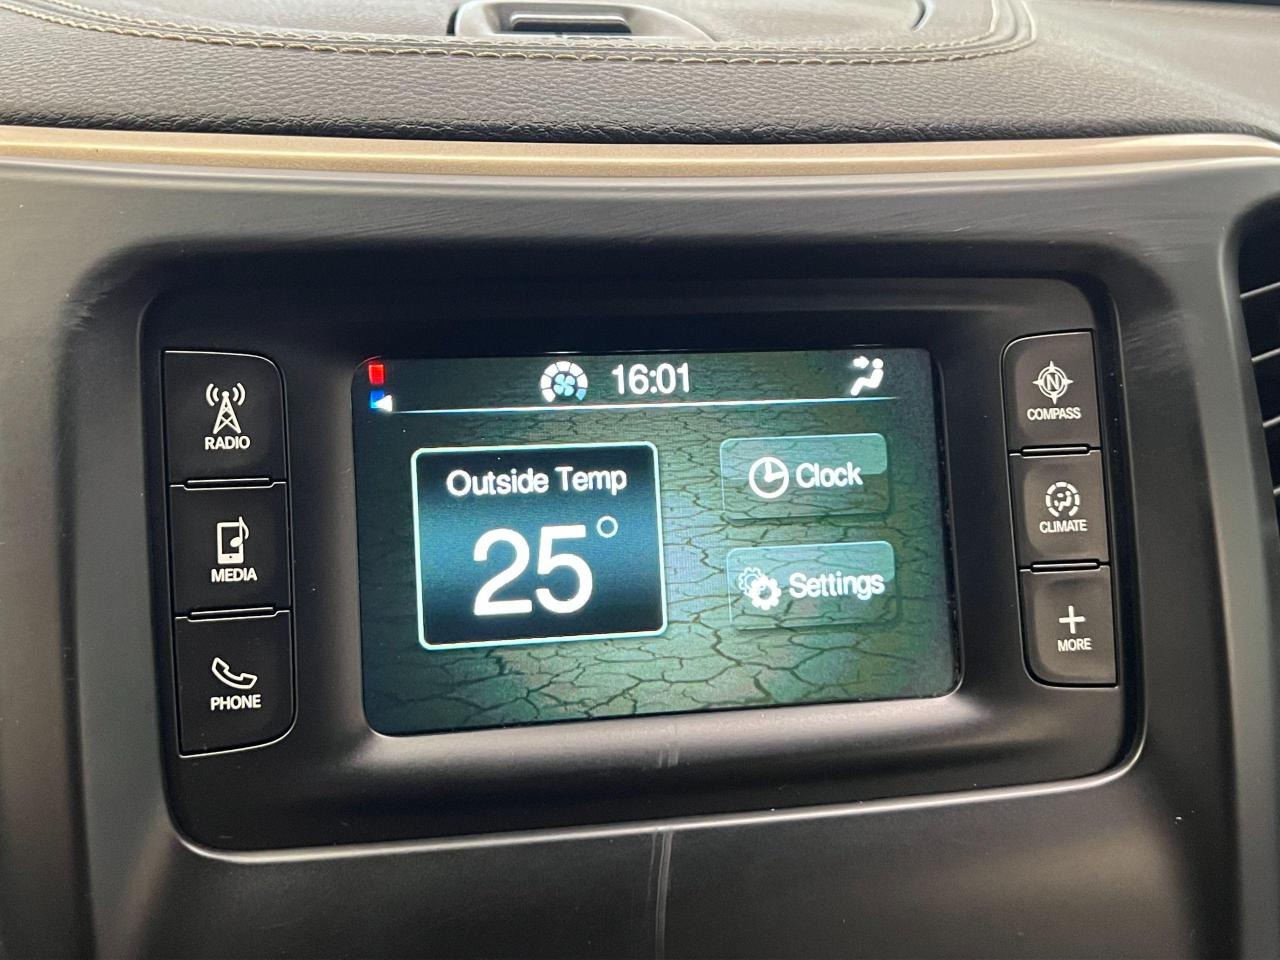 16:01
RADIO
MEDIA
PHONE
Outside Temp
25°
Clock
Settings
N
COMPASS
CLIMATE
MORE